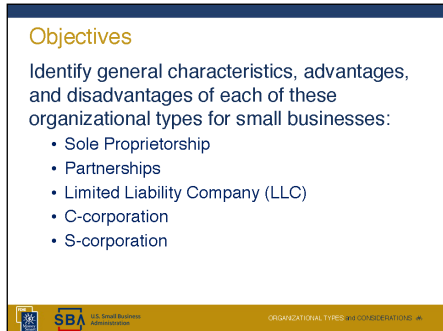 Objectives
Identify general characteristics, advantages,
and disadvantages of each of these
organizational types for small businesses:
• Sole Proprietorship
• Partnerships
• Limited Liability Company (LLC)
• C-corporation
• S-corporation
SBA
U.S. Small Business
Administration
ORGANIZATIONAL TYPES and CONSIDERATIONS